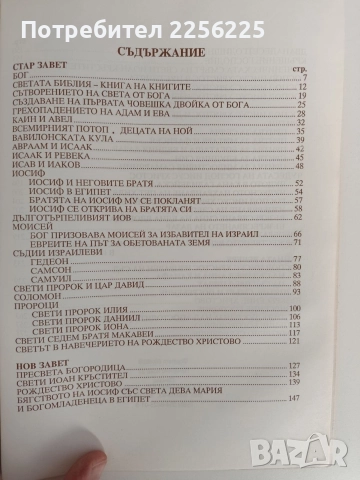 Потребител 2256225
СЪДЪРЖАНИЕ
СТАР ЗАВЕТ стр.
БОГ 7
СВЕТАТА БИБЛИЯ – КНИГА НА КНИГИТЕ 12
СЪТВОРЕНИЕТО НА СВЕТА ОТ БОГА 19
СЪЗДАВАНЕ НА ПЪРВАТА ЧОВЕШКА ДВОЙКА ОТ БОГА 25
ГРЕХОПАДЕНИЕТО НА АДАМ И ЕВА 28
КАИН И АВЕЛ 32
ВСЕМИРНИЯТ ПОТОП. ДЕЦАТА НА НОЙ 35
ВАВИЛОНСКАТА КУЛА 39
АВРААМ И ИСААК 42
ИСААК И РЕВЕКА 45
ИСАВ И ИАКОВ 48
ИОСИФ
ИОСИФ И НЕГОВИТЕ БРАТЯ 52
ИОСИФ В ЕГИПЕТ 54
БРАТЯТА НА ИОСИФ МУ СЕ ПОКЛАНЯТ 57
ИОСИФ СЕ ОТКРИВА НА БРАТЯТА СИ 58
ДЪЛГОТЪРПЕЛИВИЯТ ИОВ 62
МОИСЕЙ
БОГ ПРИЗОВАВА МОИСЕЙ ЗА ИЗБАВИТЕЛ НА ИЗРАИЛ 66
ЕВРЕИТЕ НА ПЪТ ЗА ОБЕТОВАНАТА ЗЕМЯ 71
СЪДИИ ИЗРАИЛЕВИ
ГЕДЕОН 77
САМСОН 80
САМУИЛ 83
СВЕТИ ПРОРОК И ЦАР ДАВИД 88
СОЛОМОН 93
ПРОРОЦИ
СВЕТИ ПРОРОК ИЛИЯ 100
СВЕТИ ПРОРОК ДАНИИЛ 106
СВЕТИ ПРОРОК ИОНА 113
СВЕТИ СЕДЕМ БРАТЯ МАКАВЕИ 117
СВЕТЪТ В НАВЕЧЕРИЕТО НА РОЖДЕСТВО ХРИСТОВО 121
НОВ ЗАВЕТ
ПРЕСВЕТА БОГОРОДИЦА 127
СВЕТИ ИОАН КРЪСТИТЕЛ 134
РОЖДЕСТВО ХРИСТОВО 139
БЯГСТВОТО НА ИОСИФ СЪС СВЕТА ДЕВА МАРИЯ
И БОГОМЛАДЕНЕЦА В ЕГИПЕТ 147
BAZAR